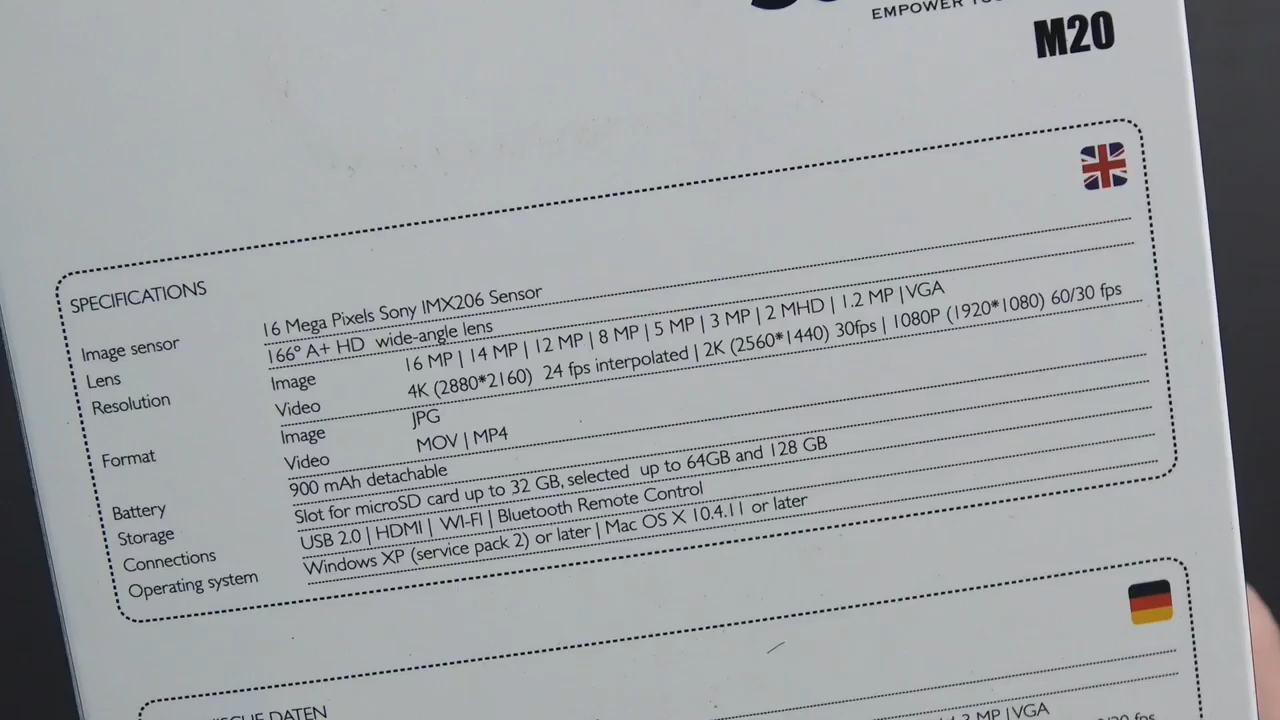 EMPOWER
M20
SPECIFICATIONS
Image sensor 16 Mega Pixels Sony IMX206 Sensor
Lens 166° A+ HD wide-angle lens
Resolution Image 16 MP | 14 MP | 12 MP | 8 MP | 5 MP | 3 MP | 2 MHD | 1.2 MP |VGA
Video 4K (2880*2160) 24 fps interpolated | 2K (2560*1440) 30fps | 1080P (1920*1080) 60/30 fps
Format Image JPG
Video MOV | MP4
Battery 900 mAh detachable
Storage Slot for microSD card up to 32 GB, selected up to 64GB and 128 GB
Connections USB 2.0 | HDMI | WI-FI | Bluetooth Remote Control
Operating system Windows XP (service pack 2) or later | Mac OS X 10.4.11 or later
DATEN
MP |VGA
fps